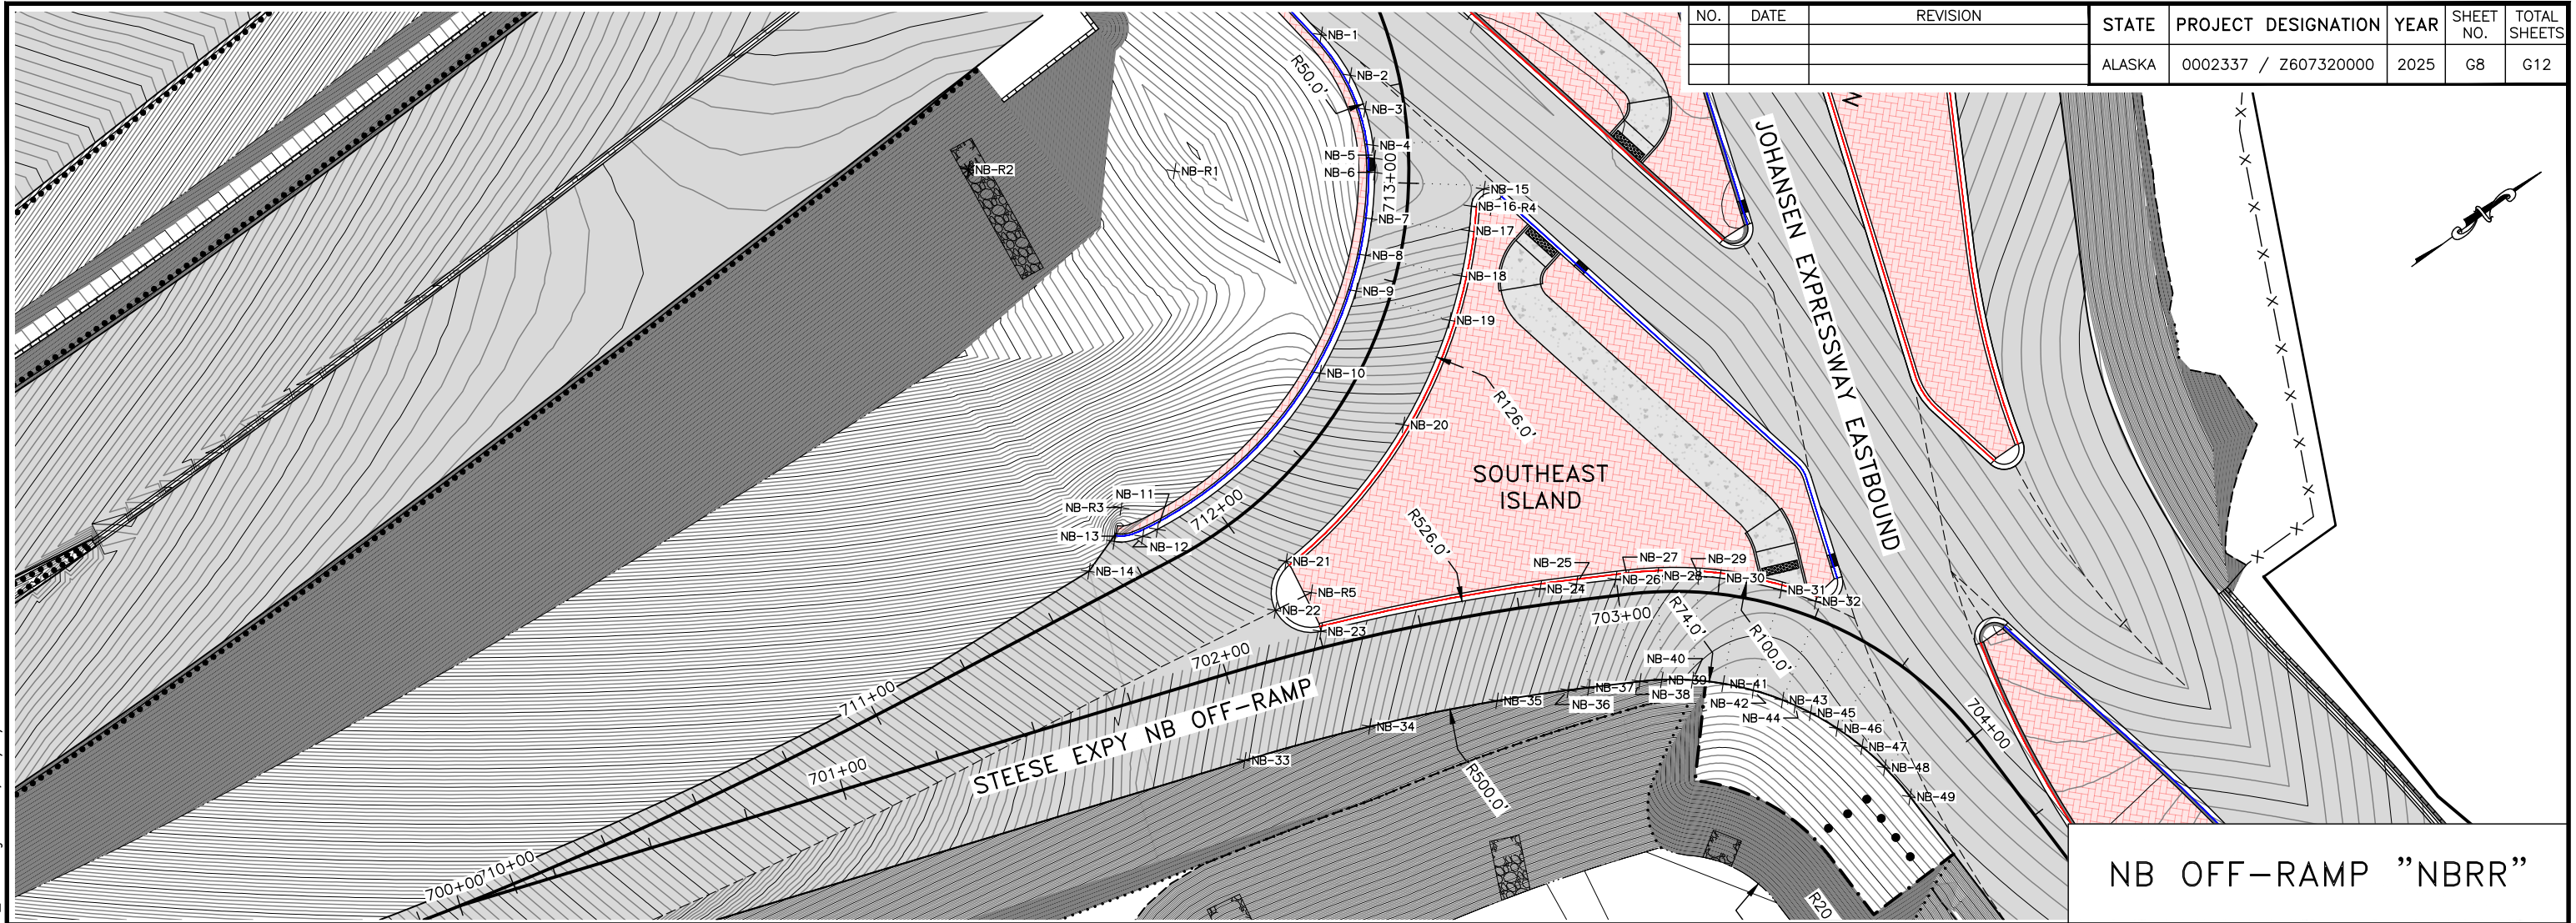 NO. DATE REVISION
STATE PROJECT DESIGNATION YEAR SHEET NO. TOTAL SHEETS
ALASKA 0002337 / Z607320000 2025 G8 G12
NB-1
NB-2
R50.0'
NB-3
NB-4
NB-5
NB-6
713+00
NB-R2
NB-R1
NB-15
NB-16
-R4
NB-7
NB-17
NB-8
NB-18
NB-9
NB-19
NB-10
R126.0'
NB-20
JOHANSEN EXPRESSWAY EASTBOUND
SOUTHEAST
ISLAND
NB-11
NB-R3
712+00
NB-13
NB-12
NB-14
R526.0'
NB-21
NB-R5
NB-22
NB-23
NB-25
NB-27
NB-29
NB-24
NB-26
NB-28
NB-30
NB-31
NB-32
703+00
R74.0'
R100.0'
702+00
NB-40
711+00
STEESE EXPY NB OFF-RAMP
NB-35
NB-37
NB-39
NB-41
NB-36
NB-38
NB-42
NB-43
NB-44
NB-45
NB-34
NB-46
NB-33
NB-47
NB-48
NB-49
704+00
701+00
R500.0'
700+00
710+00
R20
NB OFF-RAMP "NBRR"